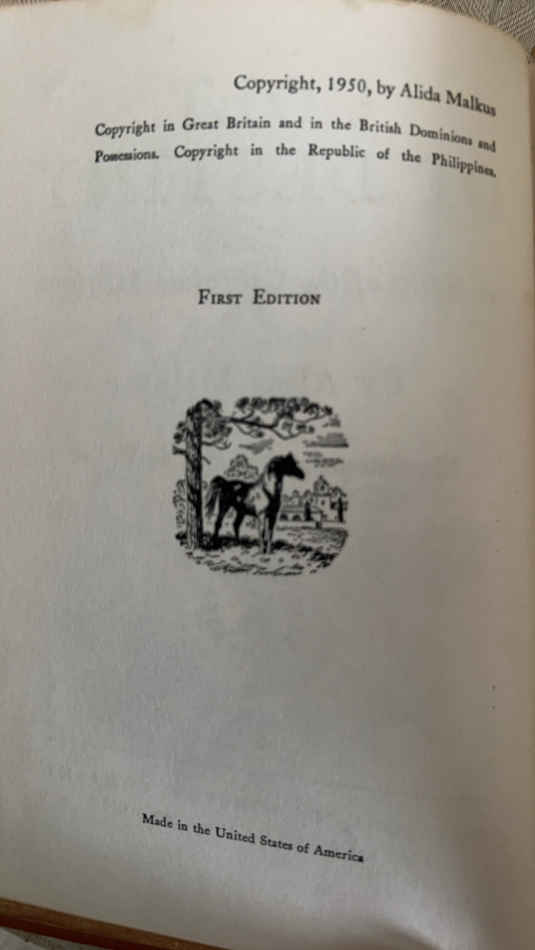 Copyright, 1950, by Alida Malkus
Copyright in Great Britain and in the British Dominions and
Possessions. Copyright in the Republic of the Philippines.
FIRST EDITION
Made in the United States of America